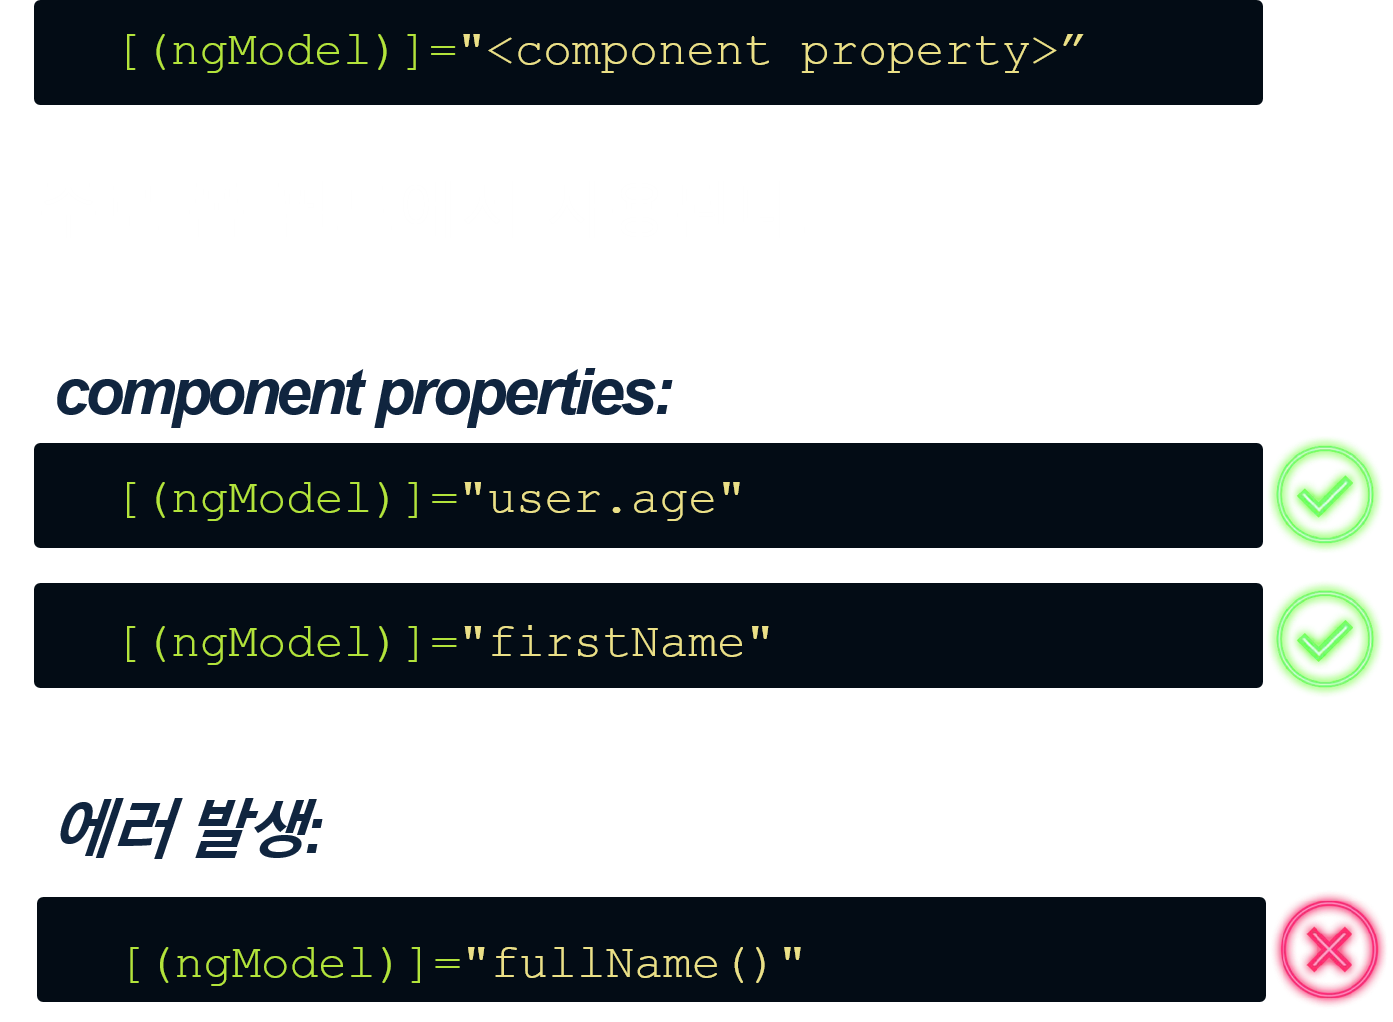 [(ngModel)]="<component property>”
component properties:
[(ngModel)]="user.age"
[(ngModel)]="firstName"
에러 발생:
[(ngModel)]="fullName()"